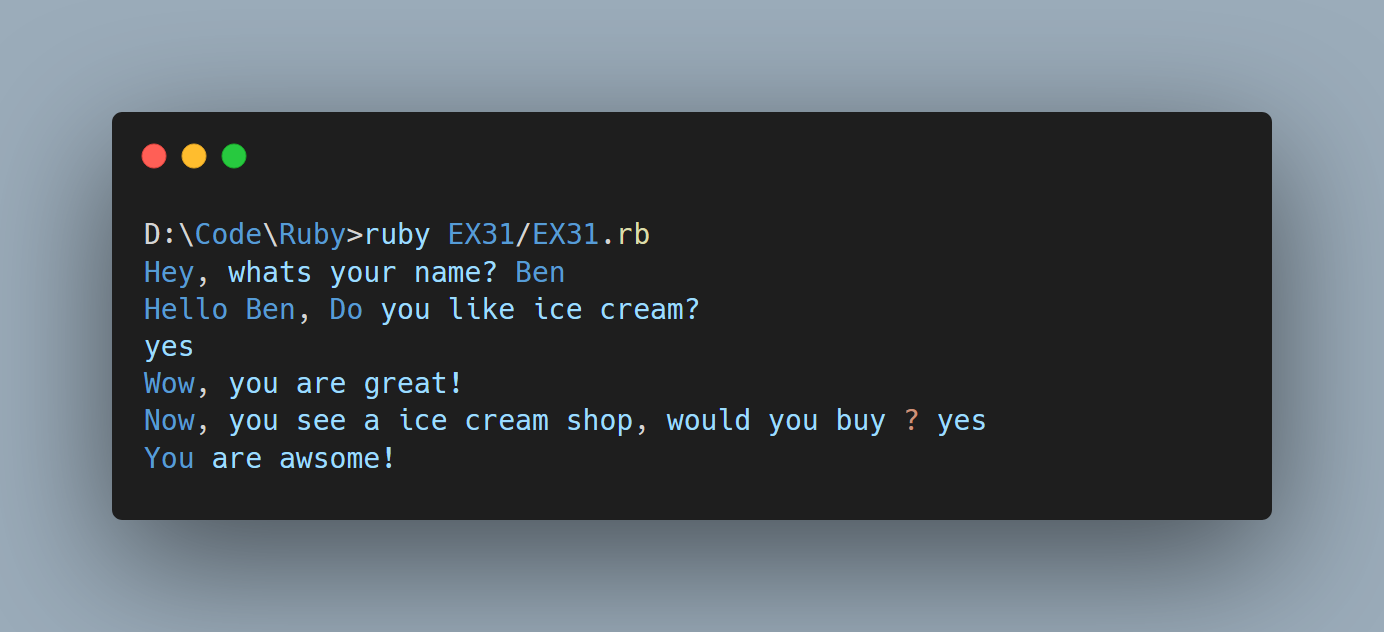 D:\Code\Ruby>ruby EX31/EX31.rb
Hey, whats your name? Ben
Hello Ben, Do you like ice cream?
yes
Wow, you are great!
Now, you see a ice cream shop, would you buy ? yes
You are awsome!